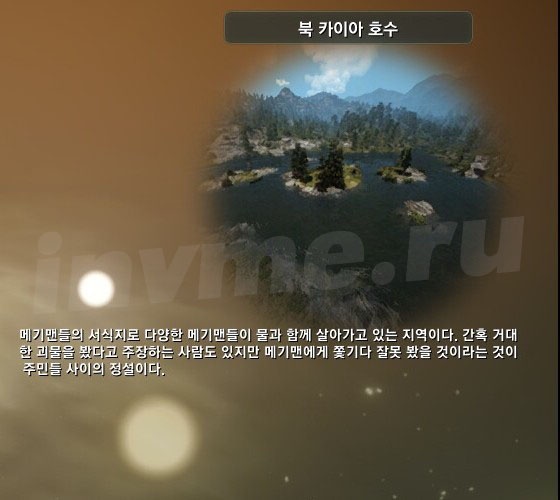 북 카이아 호수
invme.ru
메기맨들의 서식지로 다양한 메기맨들이 물과 함께 살아가고 있는 지역이다. 간혹 거대
한 괴물을 봤다고 주장하는 사람도 있지만 메기맨에게 쫓기다 잘못 봤을 것이라는 것이
주민들 사이의 정설이다.